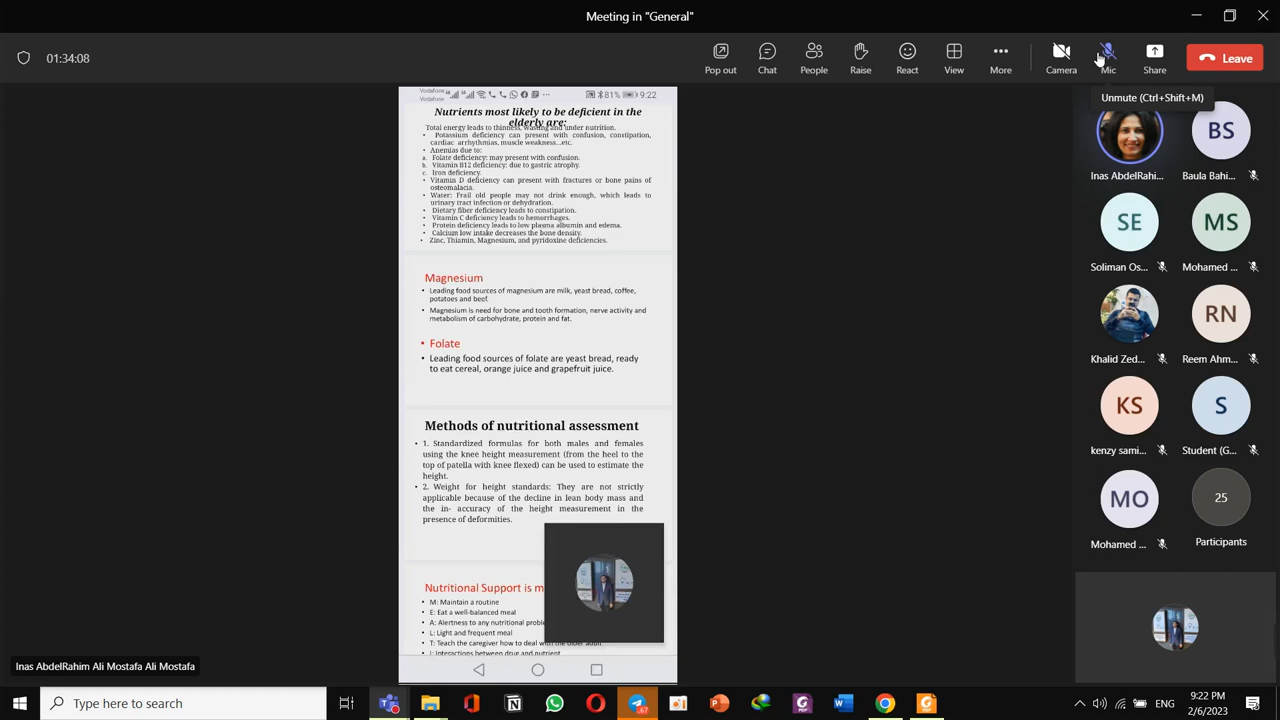 Meeting in "General"
01:34:08
Pop out
Chat
People
Raise
React
View
More
Camera
Mic
Share
Leave
Unmute (Ctrl+Shift+M)
Vodafone
Vodafone
81%
9:22
Nutrients most likely to be deficient in the
elderly are:
Total energy leads to thinness, wasting and under nutrition.
• Potassium deficiency can present with confusion, constipation,
cardiac arrhythmias, muscle weakness...etc.
• Anemias due to:
a. Folate deficiency: may present with confusion.
b. Vitamin B12 deficiency: due to gastric atrophy.
c. Iron deficiency.
• Vitamin D deficiency can present with fractures or bone pains of
osteomalacia.
• Water: Frail old people may not drink enough, which leads to
urinary tract infection or dehydration.
• Dietary fiber deficiency leads to constipation.
• Vitamin C deficiency leads to hemorrhages.
• Protein deficiency leads to low plasma albumin and edema.
• Calcium low intake decreases the bone density.
• Zinc, Thiamin, Magnesium, and pyridoxine deficiencies.
Magnesium
• Leading food sources of magnesium are milk, yeast bread, coffee,
potatoes and beef.
• Magnesium is need for bone and tooth formation, nerve activity and
metabolism of carbohydrate, protein and fat.
• Folate
• Leading food sources of folate are yeast bread, ready
to eat cereal, orange juice and grapefruit juice.
Methods of nutritional assessment
• 1. Standardized formulas for both males and females
using the knee height measurement (from the heel to the
top of patella with knee flexed) can be used to estimate the
height.
• 2. Weight for height standards: They are not strictly
applicable because of the decline in lean body mass and
the in- accuracy of the height measurement in the
presence of deformities.
Nutritional Support is m
• M: Maintain a routine
• E: Eat a well-balanced meal
• A: Alertness to any nutritional proble
• L: Light and frequent meal
• T: Teach the caregiver how to deal with the older adult.
• I: Interactions between drug and nutrient
Inas AbdelRahim Ali Mostafa Ali Mostafa
BS
Inas AbdelRah...
Baula Bahi...
SE
MS
Soliman Os...
Mohamed ...
RN
Khalid Zed...
Reem Ahm...
KS
S
kenzy sami...
Student (G...
MO
25
Mohamed ...
Participants
Type here to search
67
ENG
9:22 PM
2/6/2023